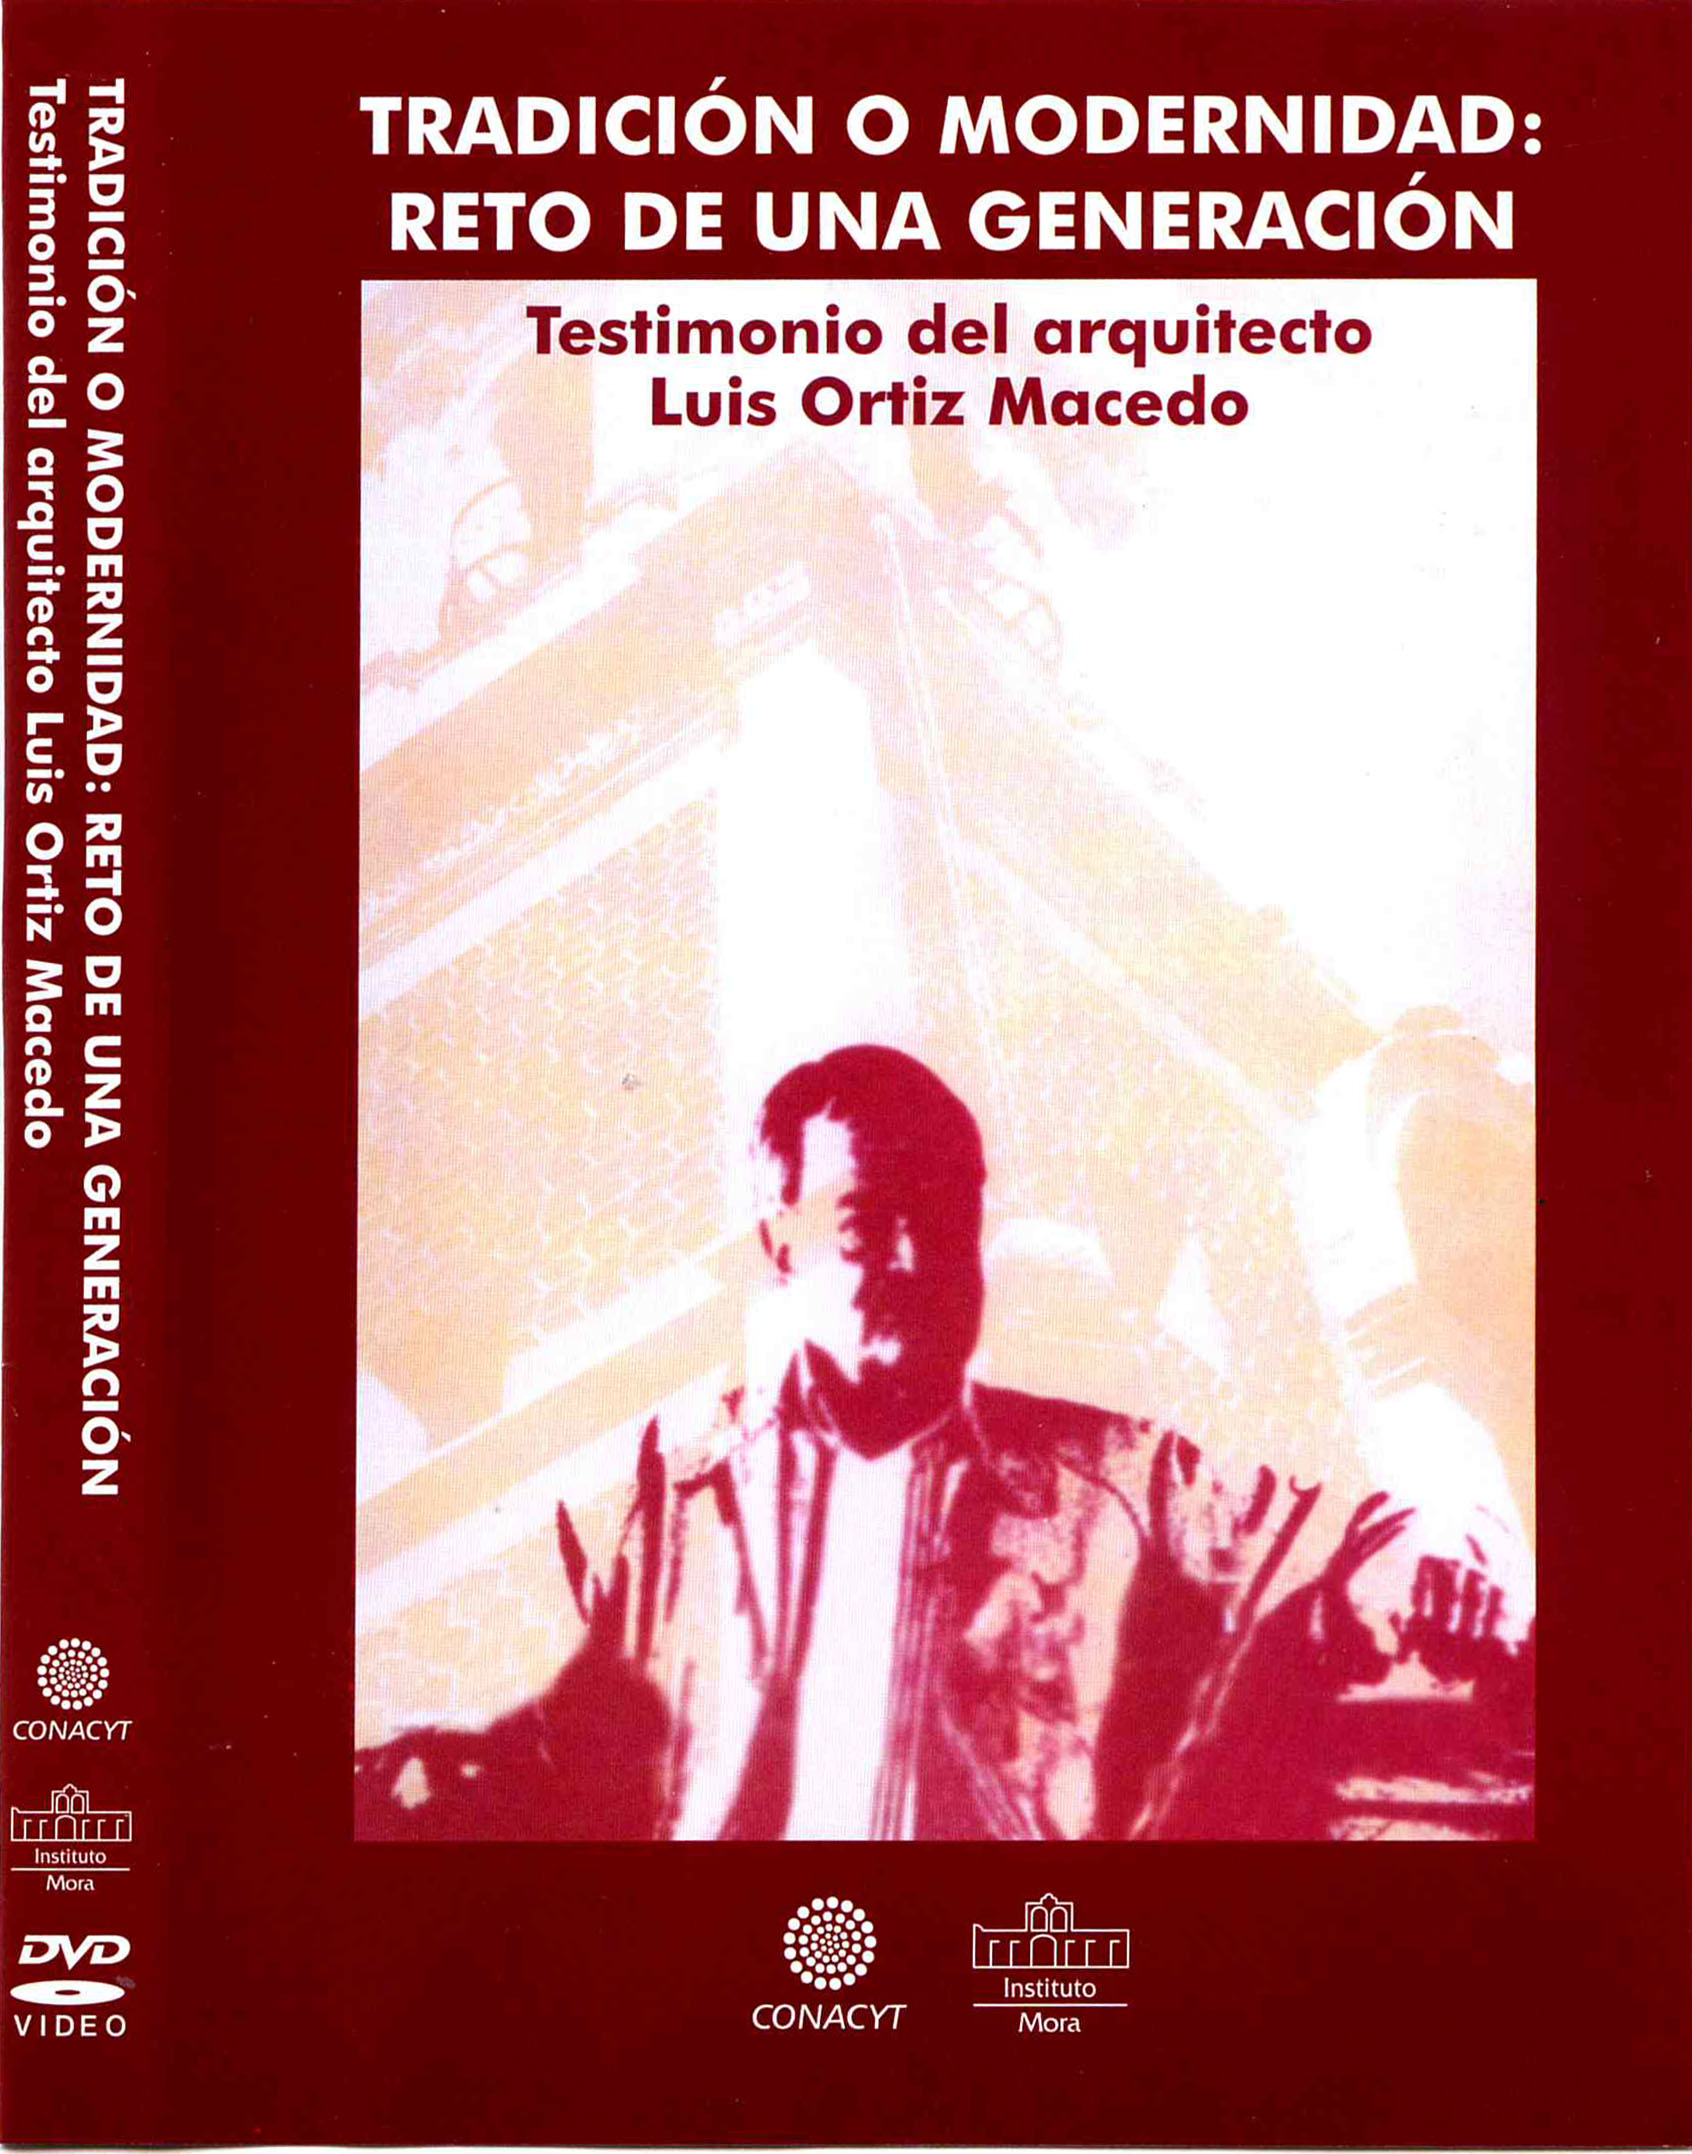 TRADICIÓN O MODERNIDAD: RETO DE UNA GENERACIÓN
Testimonio del arquitecto Luis Ortiz Macedo
CONACYT
Instituto
Mora
DVD
VIDEO
TRADICIÓN O MODERNIDAD:
RETO DE UNA GENERACIÓN
Testimonio del arquitecto
Luis Ortiz Macedo
CONACYT
Instituto
Mora